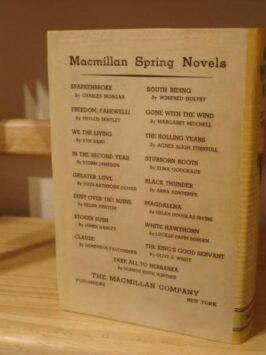 Macmillan Spring Novels
SPARKENBROKE
By CHARLES MORGAN
FREEDOM, FAREWELL!
By PHYLLIS BENTLEY
WE THE LIVING
By AYN RAND
IN THE SECOND YEAR
By STORM JAMESON
GREATER LOVE
By JOHN RATHBONE OLIVER
DUST OVER THE RUINS
By HELEN ASHTON
STOKER BUSH
By JAMES HANLEY
CLAUSE
By GENEVIEVE FAUCONNIER
SOUTH RIDING
By WINIFRED HOLTBY
GONE WITH THE WIND
By MARGARET MITCHELL
THE ROLLING YEARS
By AGNES SLIGH TURNBULL
STUBBORN ROOTS
By ELMA GODCHAUX
BLACK THUNDER
By ARNA BONTEMPS
MAGDALENA
By HELEN DOUGLAS IRVINE
WHITE HAWTHORN
By LUCILLE PAPIN BORDEN
THE KING'S GOOD SERVANT
By OLIVE B. WHITE
TAKE ALL TO NEBRASKA
By SOPHUS KEITH WINTHER
THE MACMILLAN COMPANY
PUBLISHERS
NEW YORK